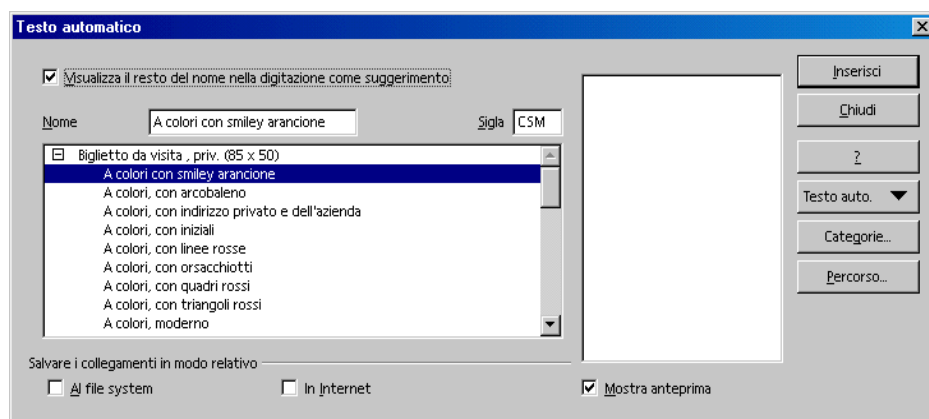 Testo automatico
Visualizza il resto del nome nella digitazione come suggerimento
Nome
A colori con smiley arancione
Sigla
CSM
Biglietto da visita , priv. (85 x 50)
A colori con smiley arancione
A colori, con arcobaleno
A colori, con indirizzo privato e dell'azienda
A colori, con iniziali
A colori, con linee rosse
A colori, con orsacchiotti
A colori, con quadri rossi
A colori, con triangoli rossi
A colori, moderno
Salvare i collegamenti in modo relativo
Al file system
In Internet
Mostra anteprima
Inserisci
Chiudi
?
Testo auto.
Categorie...
Percorso...